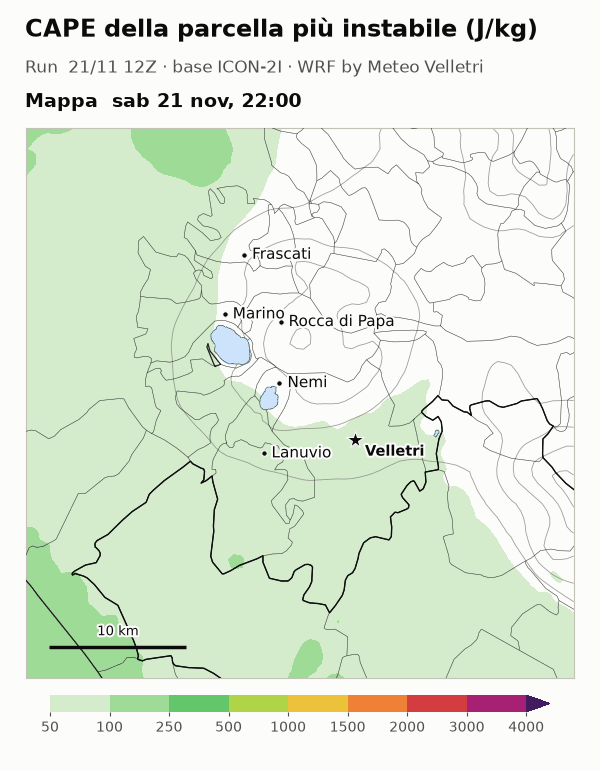 CAPE della parcella più instabile (J/kg)
Run  21/11 12Z · base ICON-2I · WRF by Meteo Velletri
Mappa  sab 21 nov, 22:00
Frascati
Marino
Rocca di Papa
Nemi
Velletri
Lanuvio
10 km
50 100 250 500 1000 1500 2000 3000 4000